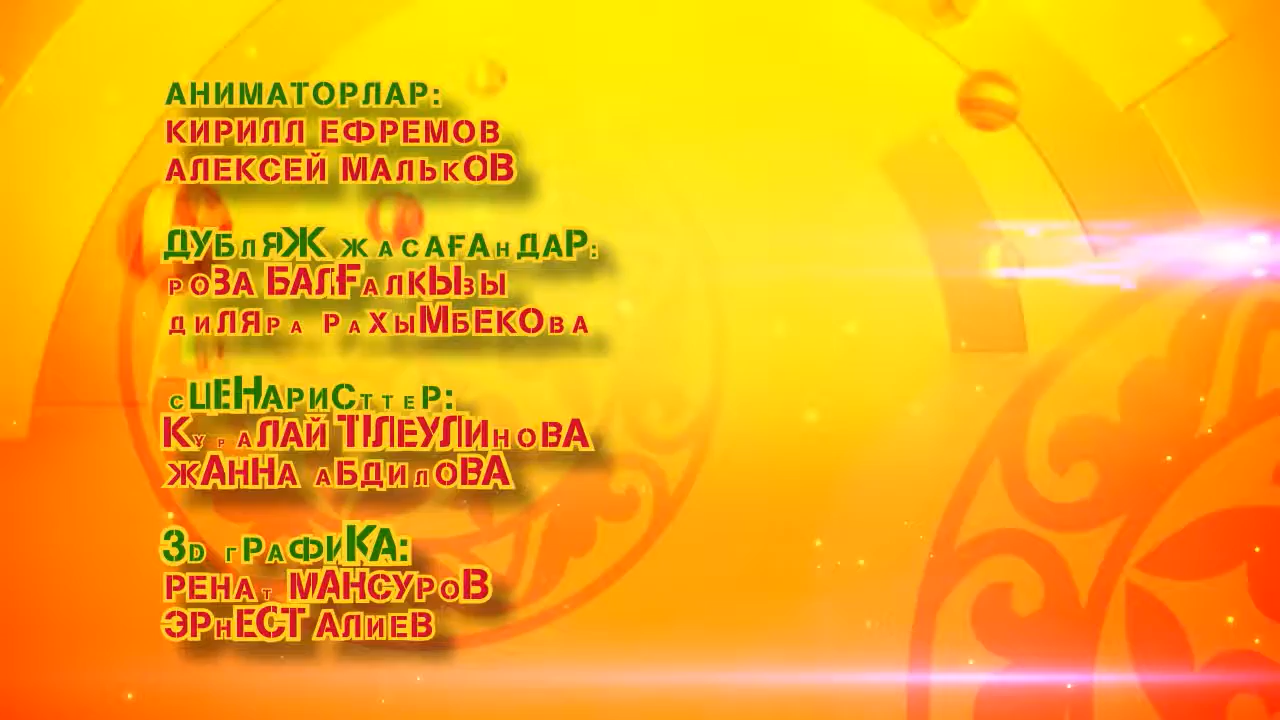 АНИМАТОРЛАР:
КИРИЛЛ ЕФРЕМОВ
АЛЕКСЕЙ МАЛЬКОВ
ДУБЛЯЖ ЖАСАҒАНДАР:
РОЗА БАЛҒАЛКЫЗЫ
ДИЛЯРА РАХЫМБЕКОВА
СЦЕНАРИСТТЕР:
КҰРАЛАЙ ТІЛЕУЛИНОВА
ЖАННА АБДИЛОВА
3D ГРАФИКА:
РЕНАТ МАНСУРОВ
ЭРНЕСТ АЛИЕВ